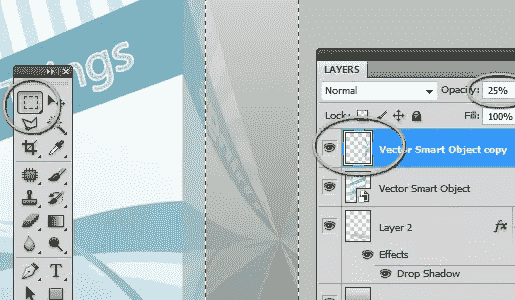 ings
LAYERS
Normal Opacity: 25%
Lock: Fill: 100%
Vector Smart Object copy
Vector Smart Object
Layer 2 fx
Effects
Drop Shadow
T